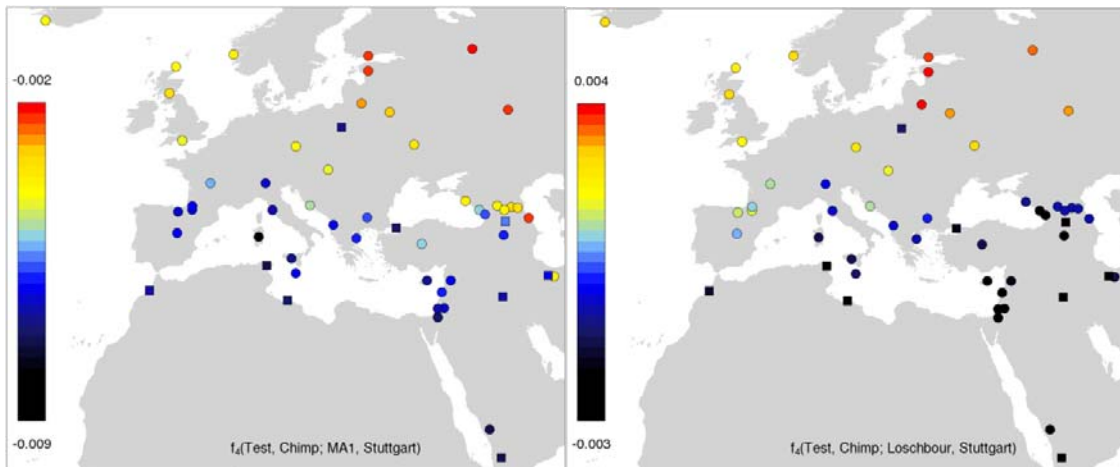 -0.002
-0.009
f₄(Test, Chimp; MA1, Stuttgart)
0.004
-0.003
f₄(Test, Chimp; Loschbour, Stuttgart)